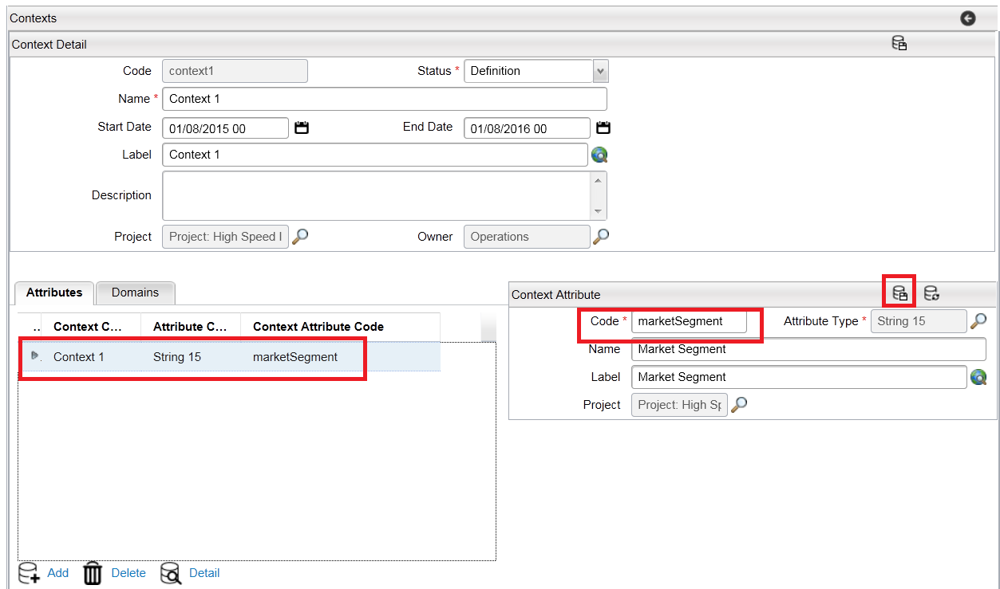 Contexts
Context Detail
Code context1 Status * Definition
Name * Context 1
Start Date 01/08/2015 00 End Date 01/08/2016 00
Label Context 1
Description
Project Project: High Speed I Owner Operations
Attributes Domains
.. Context C... Attribute C... Context Attribute Code
Context 1 String 15 marketSegment
Add Delete Detail
Context Attribute
Code * marketSegment Attribute Type * String 15
Name Market Segment
Label Market Segment
Project Project: High Sp